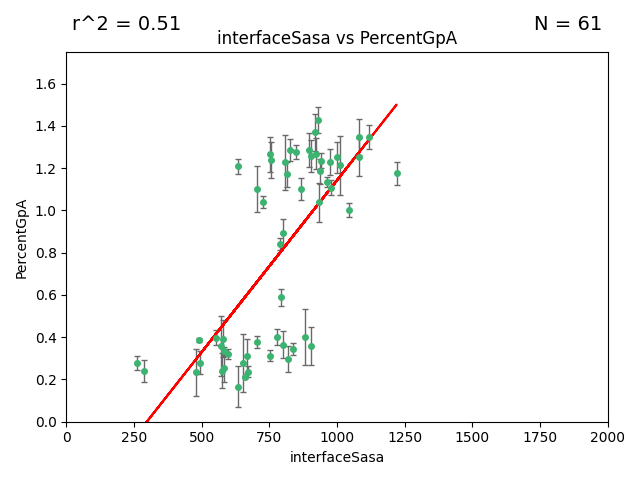 r^2 = 0.51
N = 61
interfaceSasa vs PercentGpA
PercentGpA
1.6
1.4
1.2
1.0
0.8
0.6
0.4
0.2
0.0
0 250 500 750 1000 1250 1500 1750 2000
interfaceSasa